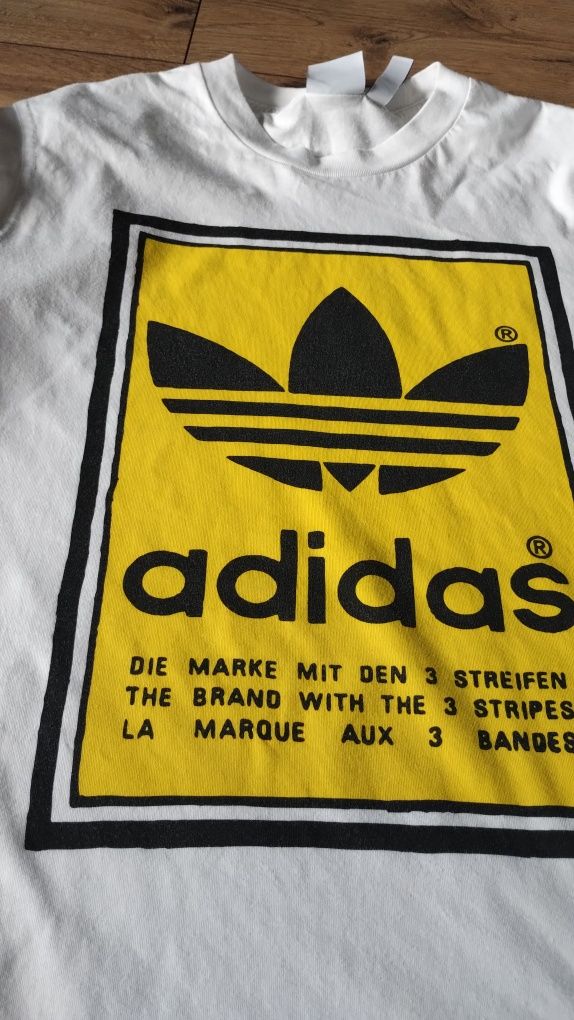 ®
adidas®
DIE MARKE MIT DEN 3 STREIFEN
THE BRAND WITH THE 3 STRIPES
LA MARQUE AUX 3 BANDES